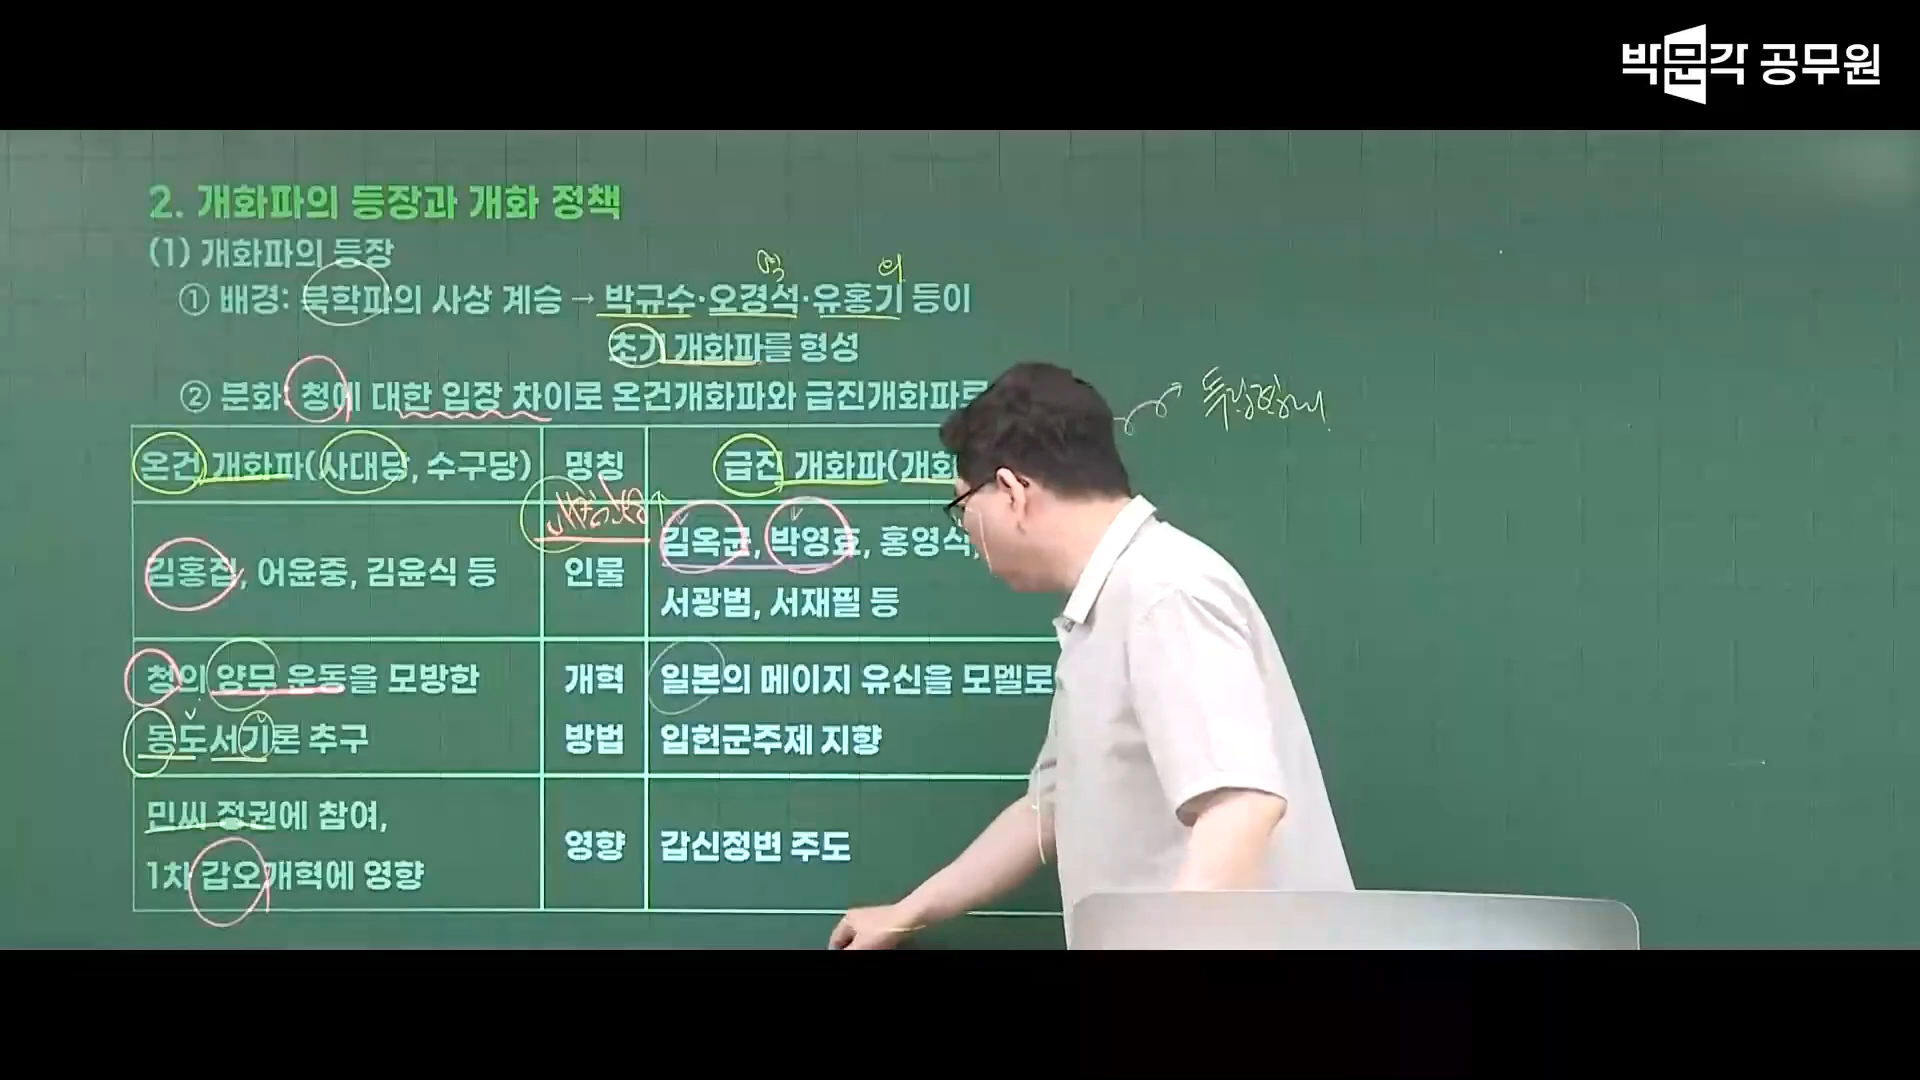 박문각 공무원
2. 개화파의 등장과 개화 정책
(1) 개화파의 등장
① 배경: 북학파의 사상 계승 → 박규수·오경석·유홍기 등이
역 의
초기 개화파를 형성
② 분화: 청에 대한 입장 차이로 온건개화파와 급진개화파로
온건 개화파(사대당, 수구당) 명칭 급진 개화파(개화
김홍집, 어윤중, 김윤식 등 인물 김옥균, 박영효, 홍영식,
서광범, 서재필 등
청의 양무 운동을 모방한 개혁 일본의 메이지 유신을 모델로
동도서기론 추구 방법 입헌군주제 지향
민씨 정권에 참여, 영향 갑신정변 주도
1차 갑오개혁에 영향